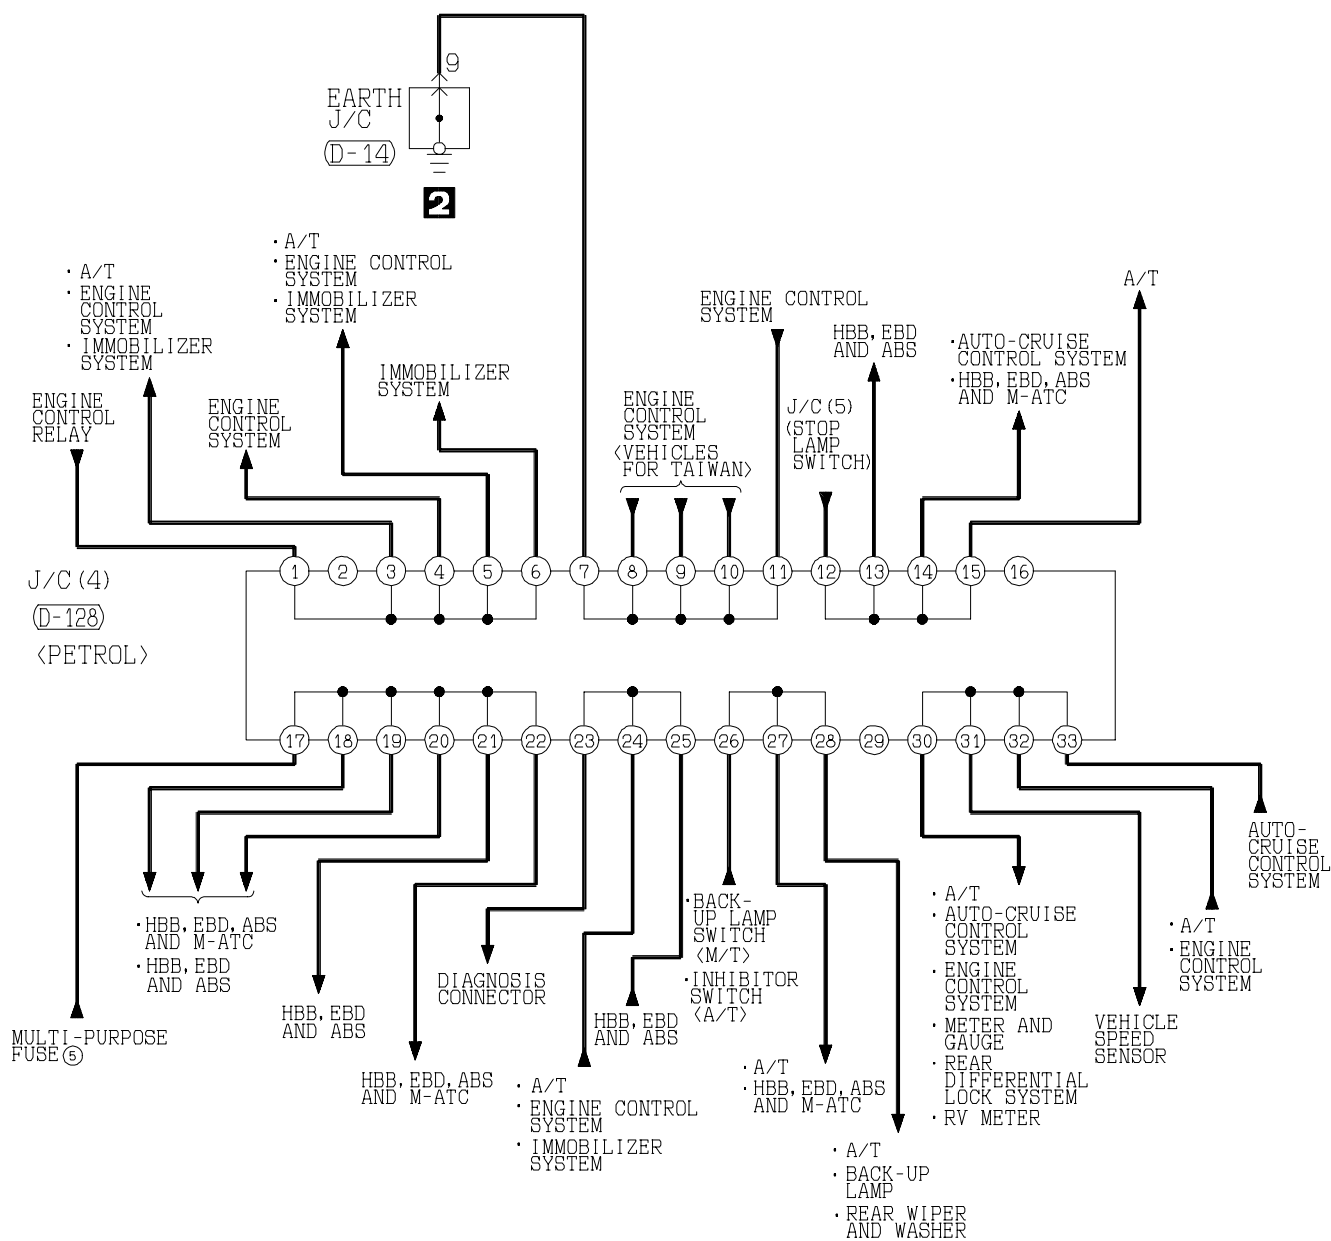 9
EARTH
J/C
D-14
2
· A/T
· ENGINE CONTROL
SYSTEM
· IMMOBILIZER
SYSTEM
· A/T
· ENGINE
CONTROL
SYSTEM
· IMMOBILIZER
SYSTEM
A/T
ENGINE CONTROL
SYSTEM
HBB, EBD
AND ABS
· AUTO-CRUISE
CONTROL SYSTEM
· HBB, EBD, ABS
AND M-ATC
IMMOBILIZER
SYSTEM
ENGINE
CONTROL
RELAY
ENGINE
CONTROL
SYSTEM
ENGINE
CONTROL
SYSTEM
〈VEHICLES
FOR TAIWAN〉
J/C (5)
(STOP
LAMP
SWITCH)
1 2 3 4 5 6 7 8 9 10 11 12 13 14 15 16
J/C (4)
D-128
〈PETROL〉
17 18 19 20 21 22 23 24 25 26 27 28 29 30 31 32 33
AUTO-
CRUISE
CONTROL
SYSTEM
· HBB, EBD, ABS
AND M-ATC
· HBB, EBD
AND ABS
MULTI-PURPOSE
FUSE 5
HBB, EBD
AND ABS
HBB, EBD, ABS
AND M-ATC
DIAGNOSIS
CONNECTOR
· A/T
· ENGINE CONTROL
SYSTEM
· IMMOBILIZER
SYSTEM
HBB, EBD
AND ABS
· BACK-
UP LAMP
SWITCH
〈M/T〉
· INHIBITOR
SWITCH
〈A/T〉
· A/T
· HBB, EBD, ABS
AND M-ATC
· A/T
· BACK-UP
LAMP
· REAR WIPER
AND WASHER
· A/T
· AUTO-CRUISE
CONTROL
SYSTEM
· ENGINE
CONTROL
SYSTEM
· METER AND
GAUGE
· REAR
DIFFERENTIAL
LOCK SYSTEM
· RV METER
VEHICLE
SPEED
SENSOR
· A/T
· ENGINE
CONTROL
SYSTEM